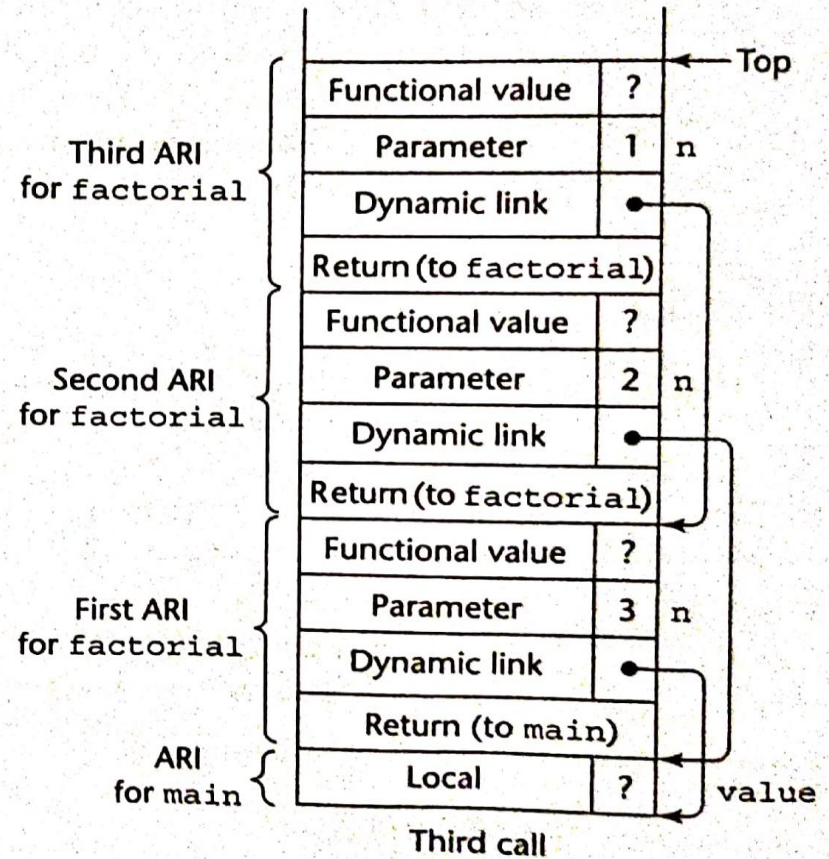 Top
Functional value ?
Third ARI
for factorial
Parameter 1 n
Dynamic link
Return (to factorial)
Functional value ?
Second ARI
for factorial
Parameter 2 n
Dynamic link
Return (to factorial)
Functional value ?
First ARI
for factorial
Parameter 3 n
Dynamic link
Return (to main)
ARI
for main
Local ? value
Third call